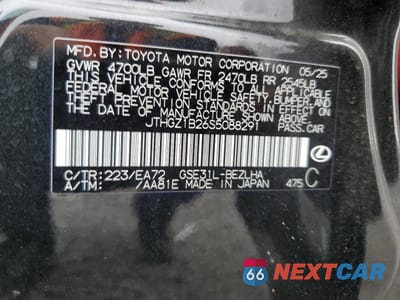 MFD. BY: TOYOTA MOTOR CORPORATION 05/25
GVWR 4700LB GAWR FR 2470LB RR 2545LB
THIS VEHICLE CONFORMS TO ALL APPLICABLE
FEDERAL MOTOR VEHICLE SAFETY, BUMPER, AND
THEFT PREVENTION STANDARDS IN EFFECT ON
THE DATE OF MANUFACTURE SHOWN ABOVE.
JTHGZ1B26S5088291 PASS. CAR
C/TR: 223/EA72 GSE31L-BEZLHA
A/TM: /AA81E MADE IN JAPAN 475 C
66 NEXTCAR